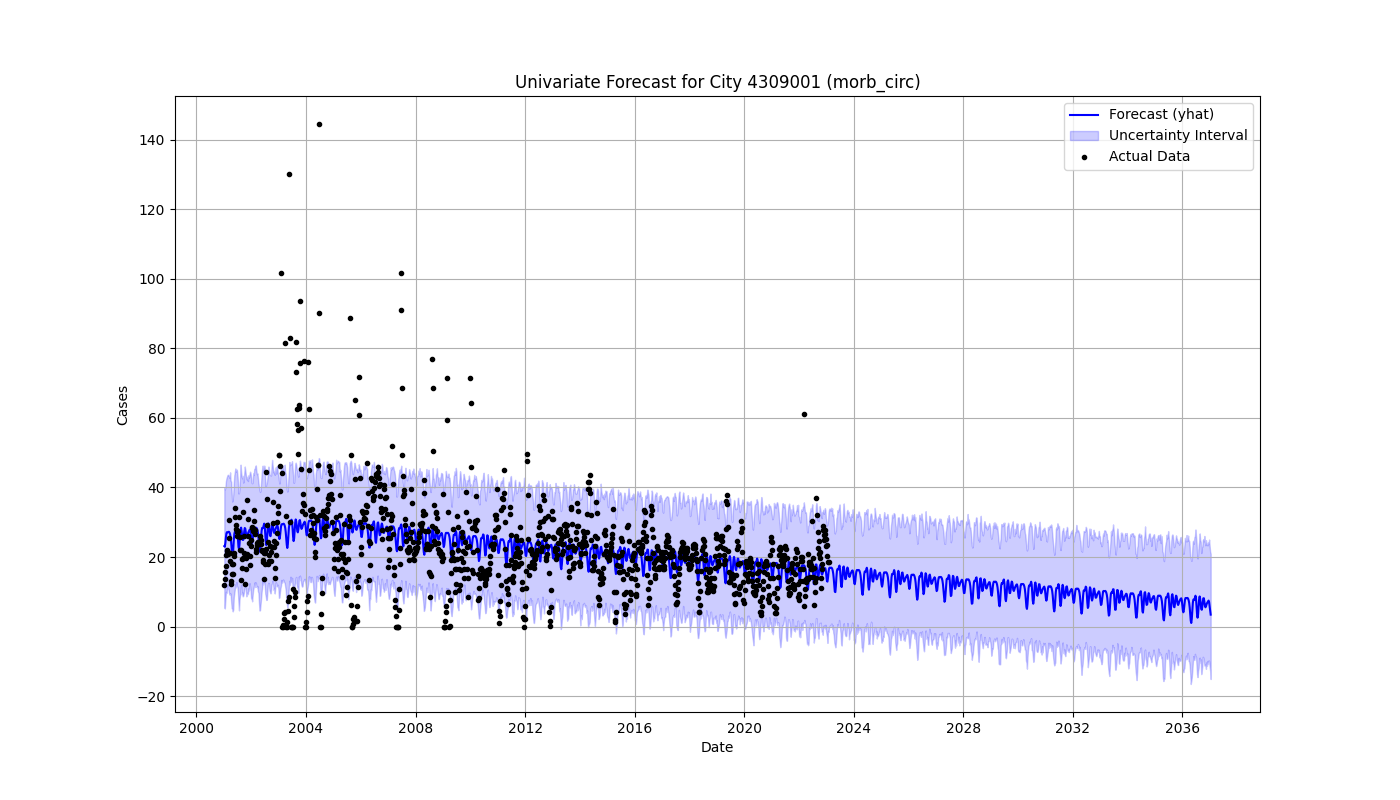 Univariate Forecast for City 4309001 (morb_circ)
Forecast (yhat)
Uncertainty Interval
Actual Data
Cases
140
120
100
80
60
40
20
0
−20
2000 2004 2008 2012 2016 2020 2024 2028 2032 2036
Date